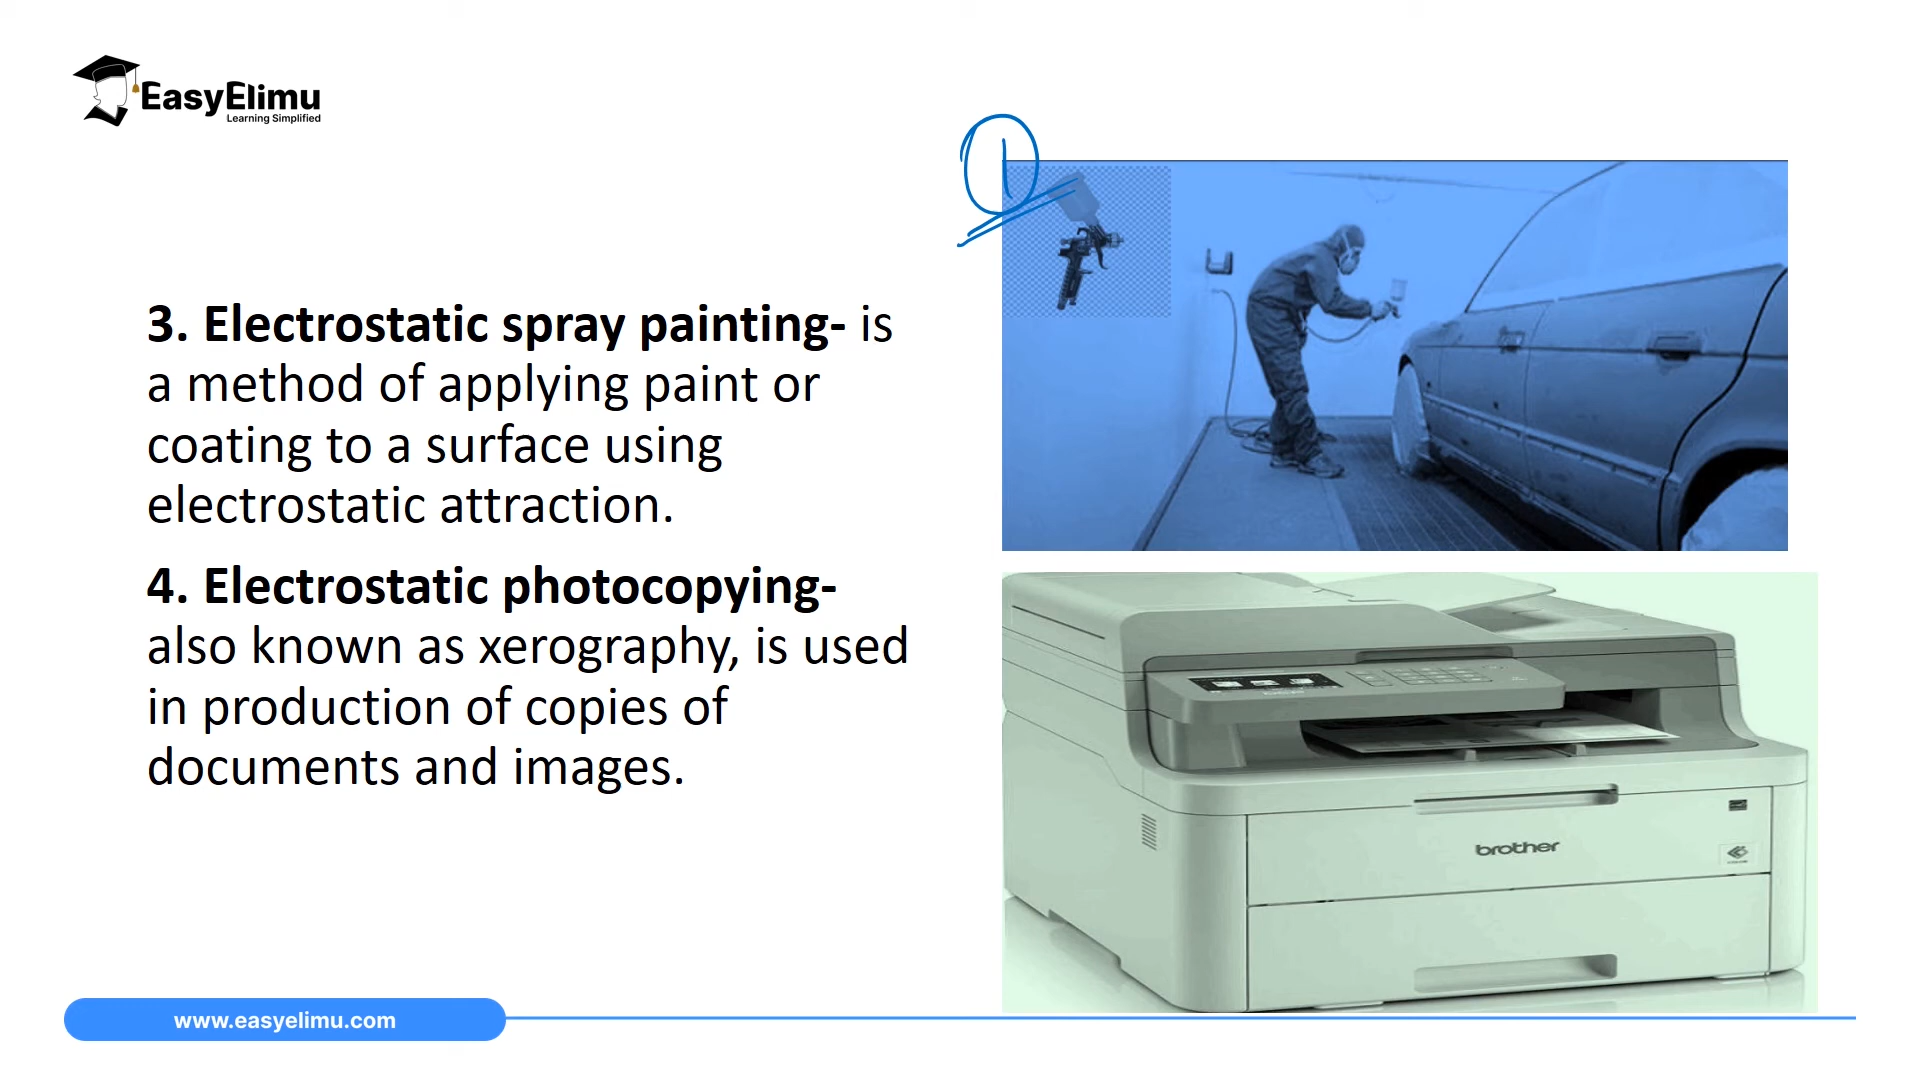 EasyElimu
Learning Simplified
1
3. Electrostatic spray painting- is
a method of applying paint or
coating to a surface using
electrostatic attraction.
4. Electrostatic photocopying-
also known as xerography, is used
in production of copies of
documents and images.
brother
www.easyelimu.com